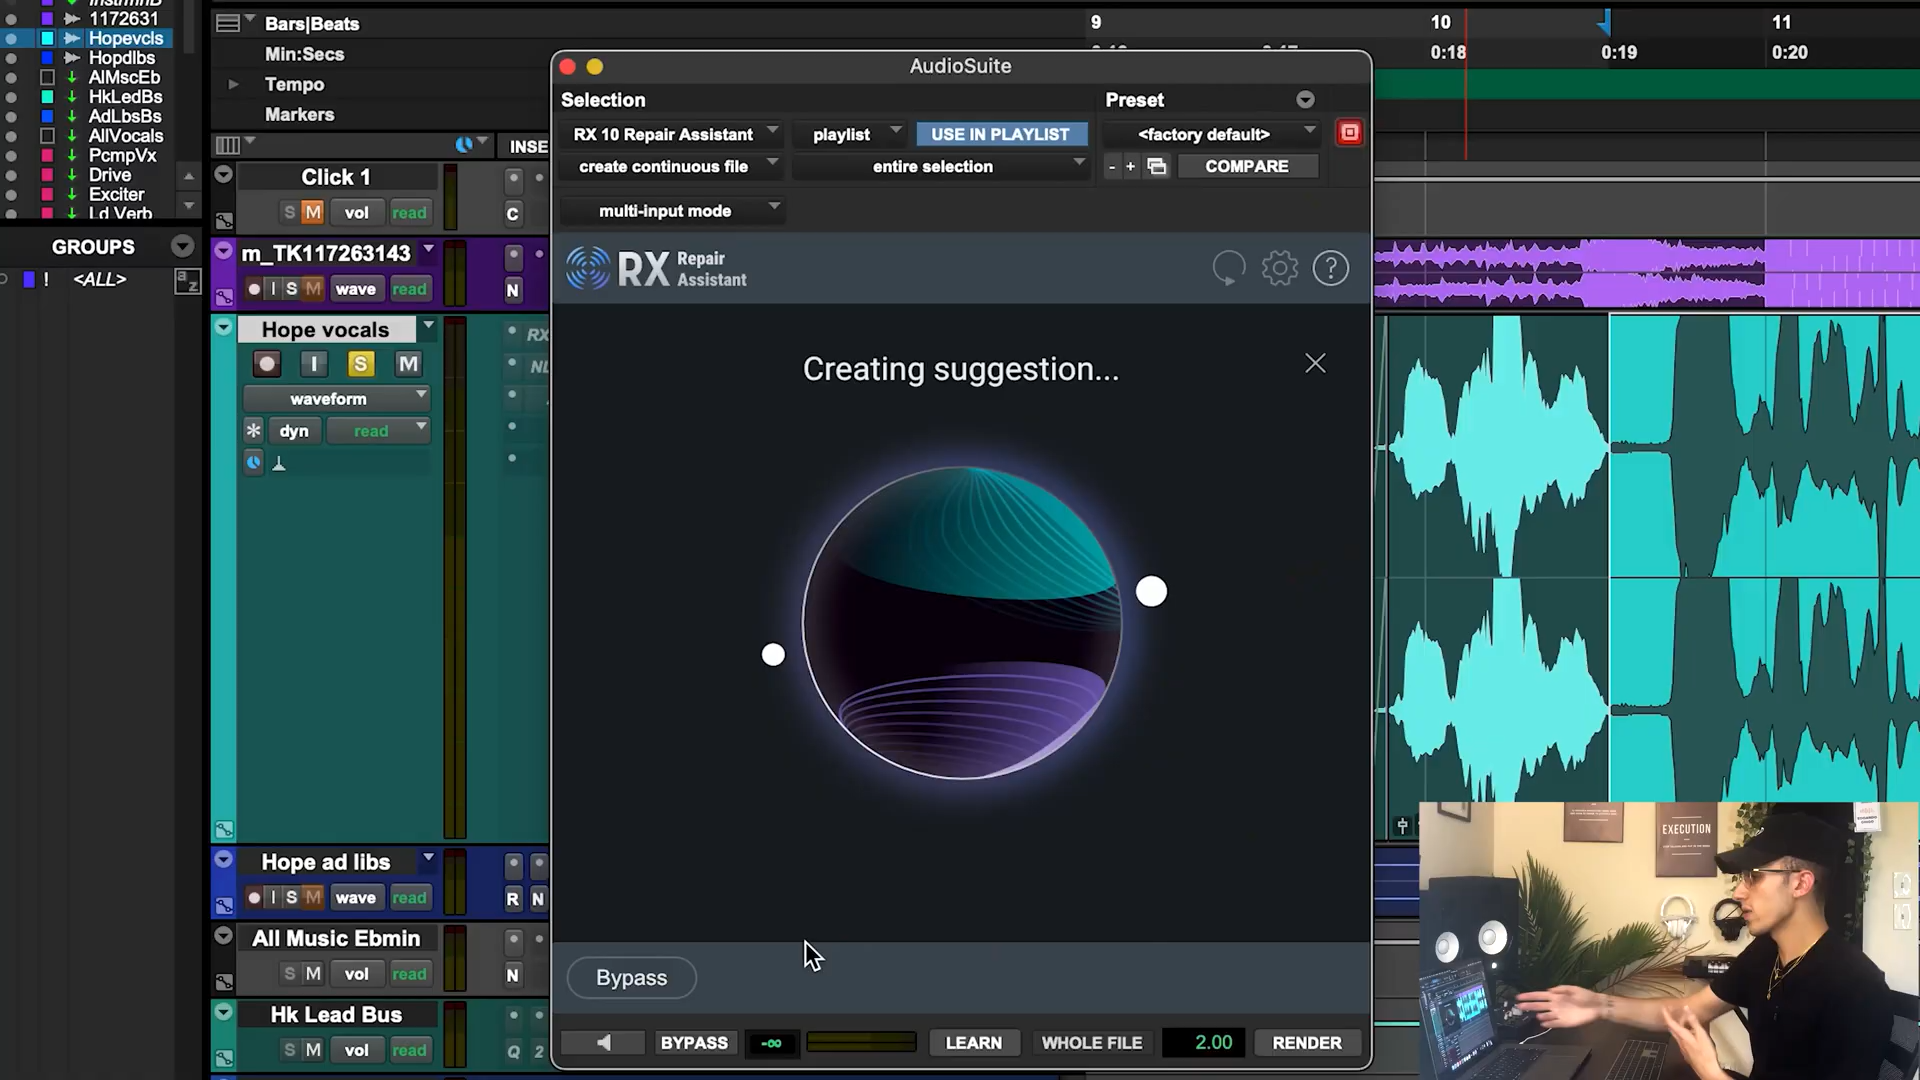 InstrmnB
1172631
Hopevcls
Hopdlbs
AlMscEb
HkLedBs
AdLbsBs
AllVocals
PcmpVx
Drive
Exciter
Ld Verb
GROUPS
! <ALL>
a z
Bars|Beats
Min:Secs
Tempo
Markers
9 10 11
0:18 0:19 0:20
INSE
Click 1
S M vol read
C
m_TK117263143
I S M wave read
N
Hope vocals
I S M
waveform
dyn read
RX
NL
Hope ad libs
I S M wave read
R N
All Music Ebmin
S M vol read
N
Hk Lead Bus
S M vol read
Q 2
AudioSuite
Selection
Preset
RX 10 Repair Assistant playlist USE IN PLAYLIST <factory default>
create continuous file entire selection - + COMPARE
multi-input mode
RX Repair Assistant
?
Creating suggestion...
Bypass
BYPASS -∞ LEARN WHOLE FILE 2.00 RENDER
EXECUTION